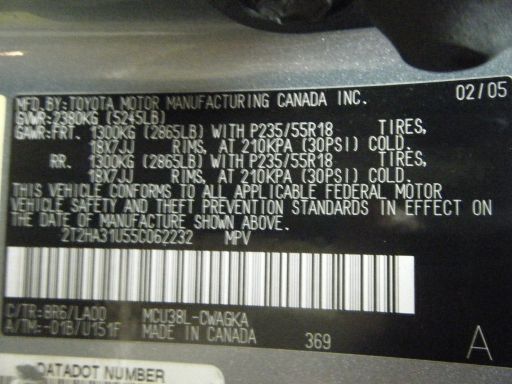 MFD.BY:TOYOTA MOTOR MANUFACTURING CANADA INC. 02/05
GVWR:2380KG (5245LB)
GAWR:FRT. 1300KG (2865LB) WITH P235/55R18 TIRES,
18X7JJ RIMS, AT 210KPA (30PSI) COLD.
RR. 1300KG (2865LB) WITH P235/55R18 TIRES,
18X7JJ RIMS, AT 210KPA (30PSI) COLD.
THIS VEHICLE CONFORMS TO ALL APPLICABLE FEDERAL MOTOR
VEHICLE SAFETY AND THEFT PREVENTION STANDARDS IN EFFECT ON
THE DATE OF MANUFACTURE SHOWN ABOVE.
2T2HA31U55C062232 MPV
C/TR:8R6/LA00 MCU38L-CWAGKA
A/TM:-01B/U151F MADE IN CANADA 369 A
DATADOT NUMBER